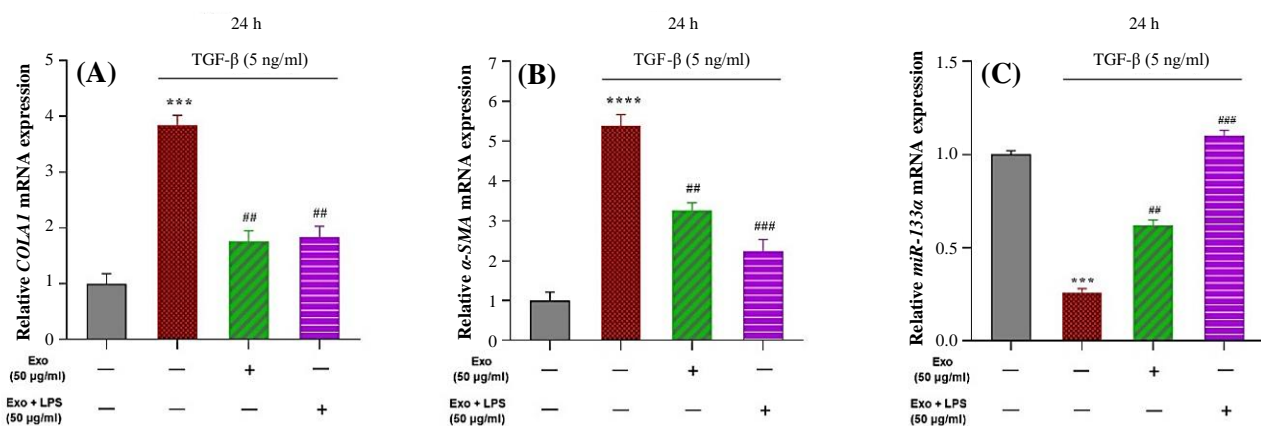 24 h
TGF-β (5 ng/ml)
(A)
Relative COLA1 mRNA expression
5
4
3
2
1
0
***
##
##
Exo
(50 µg/ml)
— — + —
Exo + LPS
(50 µg/ml)
— — — +
24 h
TGF-β (5 ng/ml)
(B)
Relative α-SMA mRNA expression
7
6
5
4
3
2
1
0
****
##
###
Exo
(50 µg/ml)
— — + —
Exo + LPS
(50 µg/ml)
— — — +
24 h
TGF-β (5 ng/ml)
(C)
Relative miR-133α mRNA expression
1.5
1.0
0.5
0.0
***
##
###
Exo
(50 µg/ml)
— — + —
Exo + LPS
(50 µg/ml)
— — — +